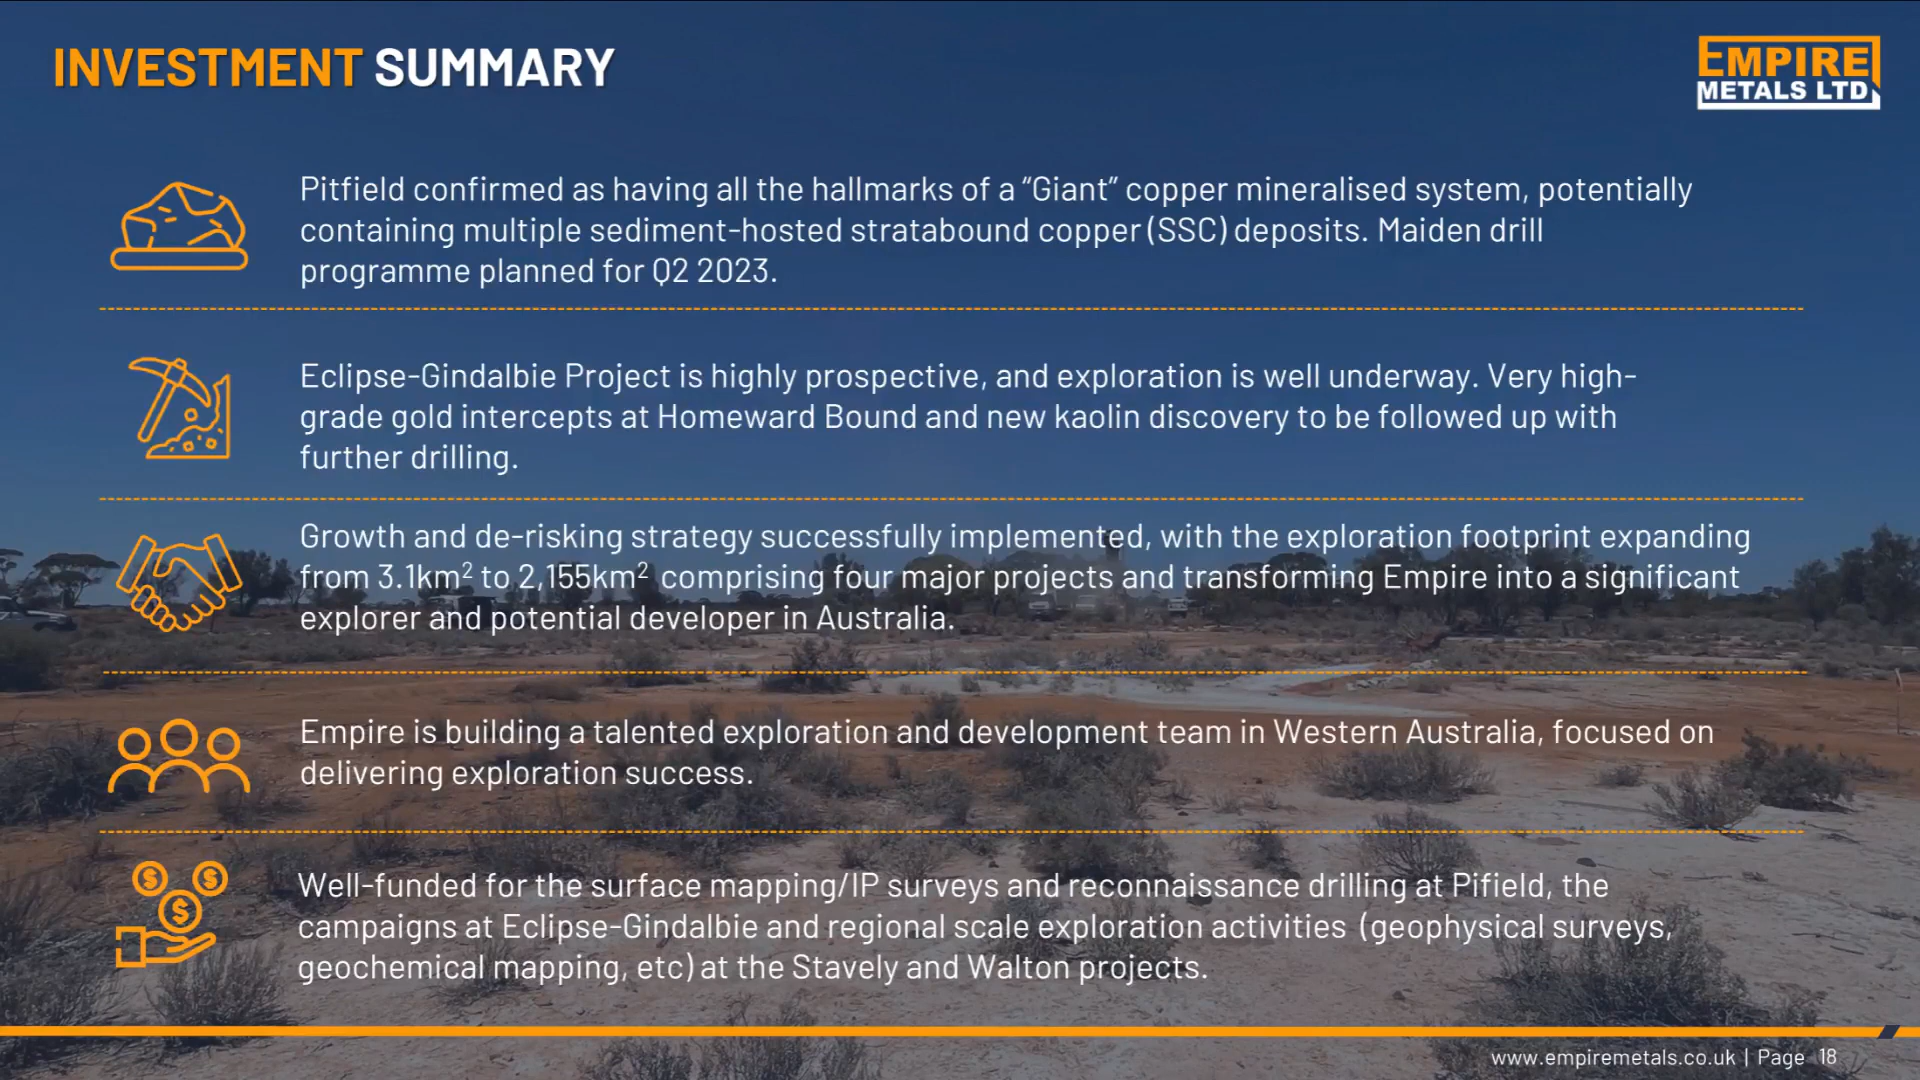 INVESTMENT SUMMARY
EMPIRE
METALS LTD
Pitfield confirmed as having all the hallmarks of a “Giant” copper mineralised system, potentially
containing multiple sediment-hosted stratabound copper (SSC) deposits. Maiden drill
programme planned for Q2 2023.
Eclipse-Gindalbie Project is highly prospective, and exploration is well underway. Very high-
grade gold intercepts at Homeward Bound and new kaolin discovery to be followed up with
further drilling.
Growth and de-risking strategy successfully implemented, with the exploration footprint expanding
from 3.1km² to 2,155km² comprising four major projects and transforming Empire into a significant
explorer and potential developer in Australia.
Empire is building a talented exploration and development team in Western Australia, focused on
delivering exploration success.
Well-funded for the surface mapping/IP surveys and reconnaissance drilling at Pifield, the
campaigns at Eclipse-Gindalbie and regional scale exploration activities (geophysical surveys,
geochemical mapping, etc) at the Stavely and Walton projects.
www.empiremetals.co.uk | Page 18